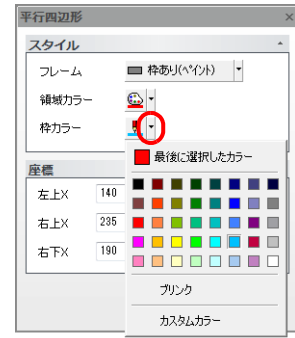 平行四辺形
スタイル
フレーム 枠あり(ペイント)
領域カラー
枠カラー
最後に選択したカラー
座標
左上X 140
右上X 235
右下X 190
ブリンク
カスタムカラー